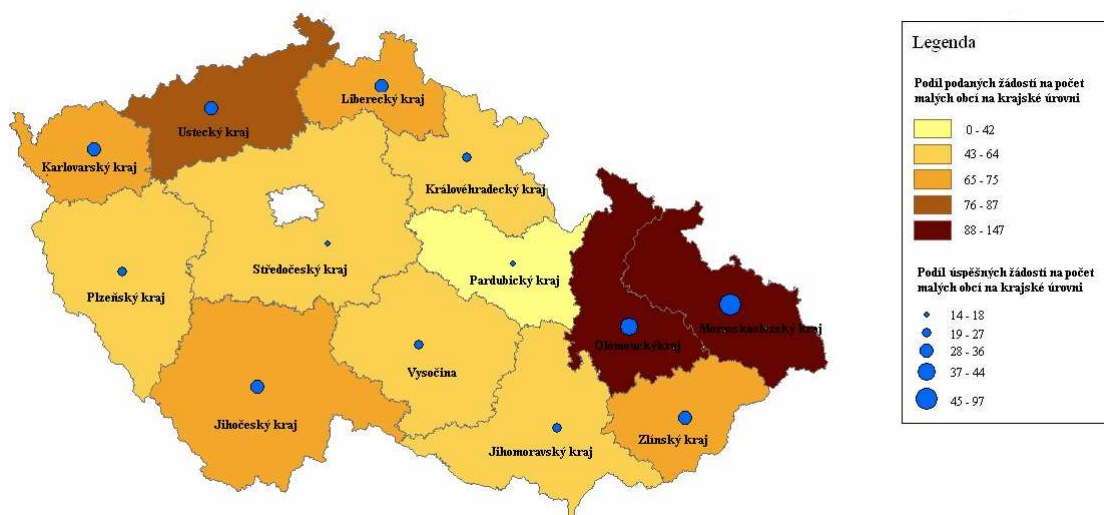 Legenda
Podíl podaných žádostí na počet
malých obcí na krajské úrovni
0 - 42
43 - 64
65 - 75
76 - 87
88 - 147
Podíl úspěšných žádostí na počet
malých obcí na krajské úrovni
14 - 18
19 - 27
28 - 36
37 - 44
45 - 97
Liberecký kraj
Ustecký kraj
Karlovarský kraj
Královéhradecký kraj
Středočeský kraj
Pardubický kraj
Plzeňský kraj
Moravskoslezský kraj
Olomouckýkraj
Vysočina
Jihočeský kraj
Zlínský kraj
Jihomoravský kraj